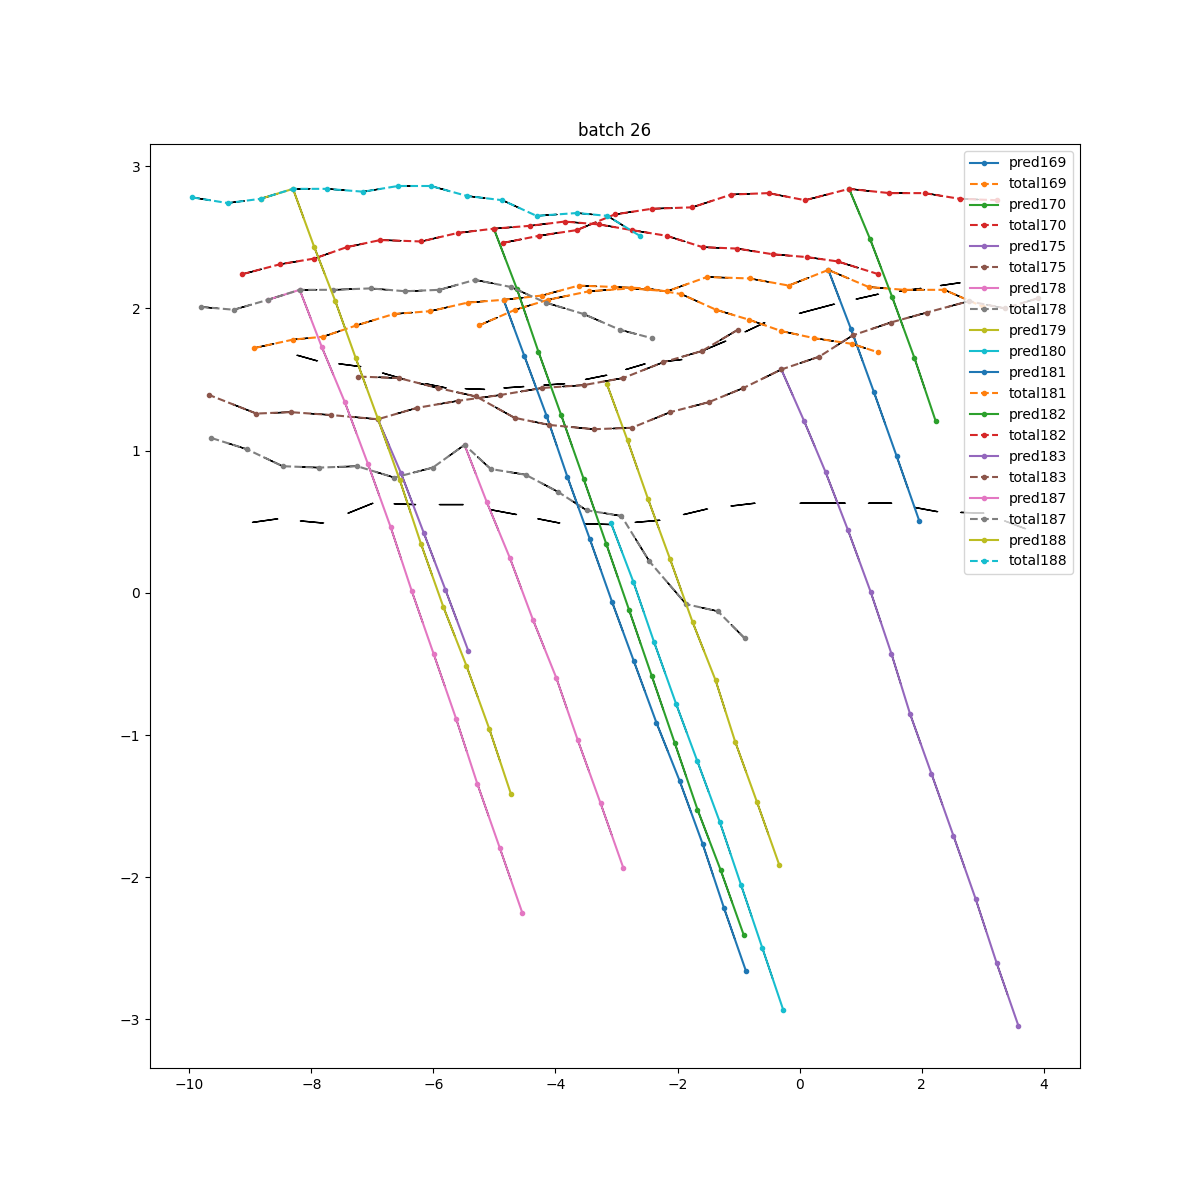 batch 26
3
2
1
0
−1
−2
−3
−10
−8
−6
−4
−2
0
2
4
pred169
total169
pred170
total170
pred175
total175
pred178
total178
pred179
pred180
pred181
total181
pred182
total182
pred183
total183
pred187
total187
pred188
total188